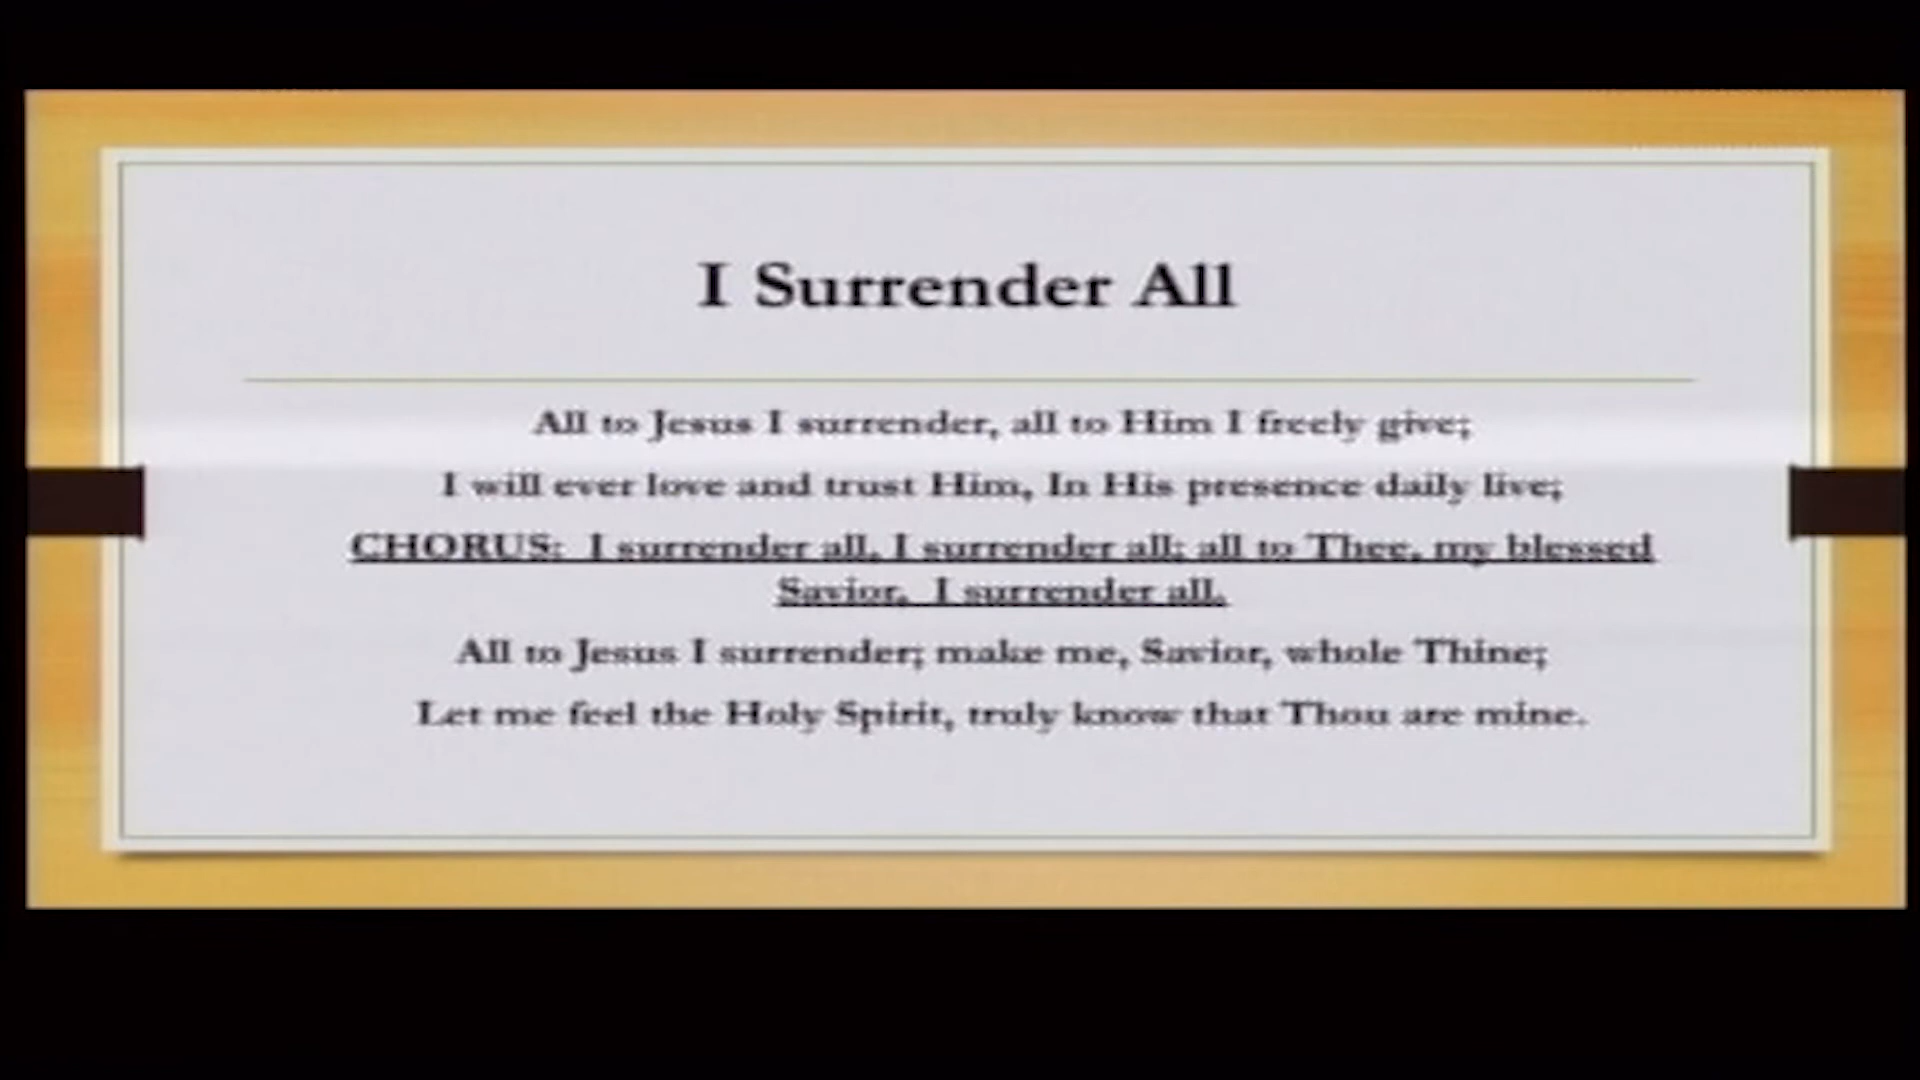 I Surrender All
All to Jesus I surrender, all to Him I freely give;
I will ever love and trust Him, In His presence daily live;
CHORUS:  I surrender all, I surrender all; all to Thee, my blessed
Savior,  I surrender all.
All to Jesus I surrender; make me, Savior, whole Thine;
Let me feel the Holy Spirit, truly know that Thou are mine.